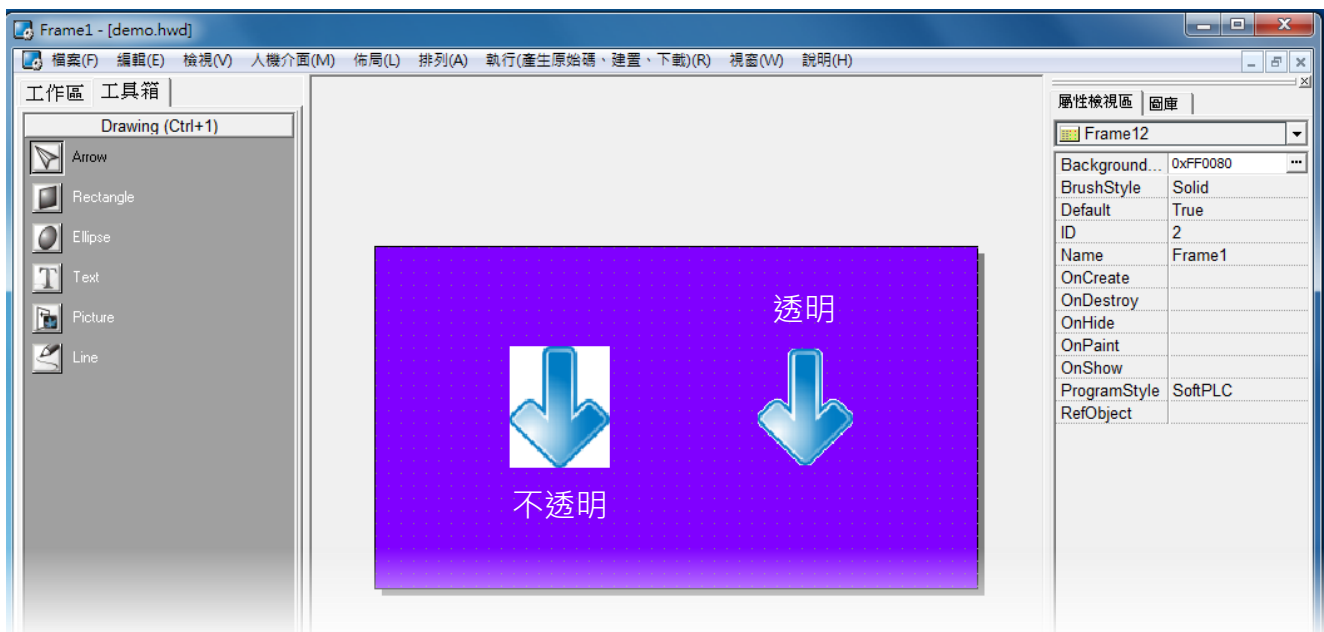 Frame1 - [demo.hwd]
檔案(F) 編輯(E) 檢視(V) 人機介面(M) 佈局(L) 排列(A) 執行(產生原始碼、建置、下載)(R) 視窗(W) 說明(H)
工作區 工具箱
Drawing (Ctrl+1)
Arrow
Rectangle
Ellipse
Text
Picture
Line
透明
不透明
屬性檢視區 圖庫
Frame12
Background... 0xFF0080 ...
BrushStyle Solid
Default True
ID 2
Name Frame1
OnCreate
OnDestroy
OnHide
OnPaint
OnShow
ProgramStyle SoftPLC
RefObject